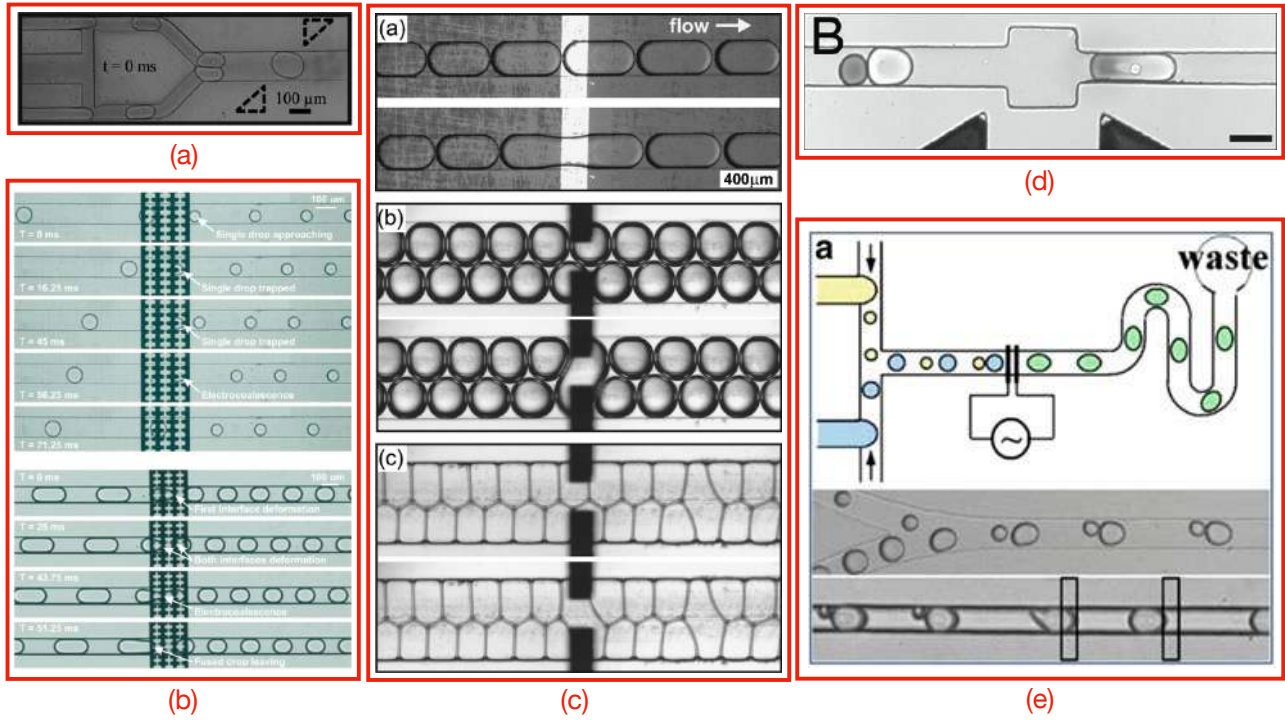 t = 0 ms
100 µm
(a)
100 µm
Single drop approaching
T = 0 ms
Single drop trapped
T = 16.25 ms
Single drop trapped
T = 45 ms
Electrocoalescence
T = 56.25 ms
T = 71.25 ms
T = 0 ms
100 µm
First interface deformation
T = 25 ms
Both interfaces deformation
T = 43.75 ms
Electrocoalescence
T = 51.25 ms
Fused drop leaving
(b)
(a)
flow
400µm
(b)
(c)
(c)
B
(d)
a
waste
~
(e)